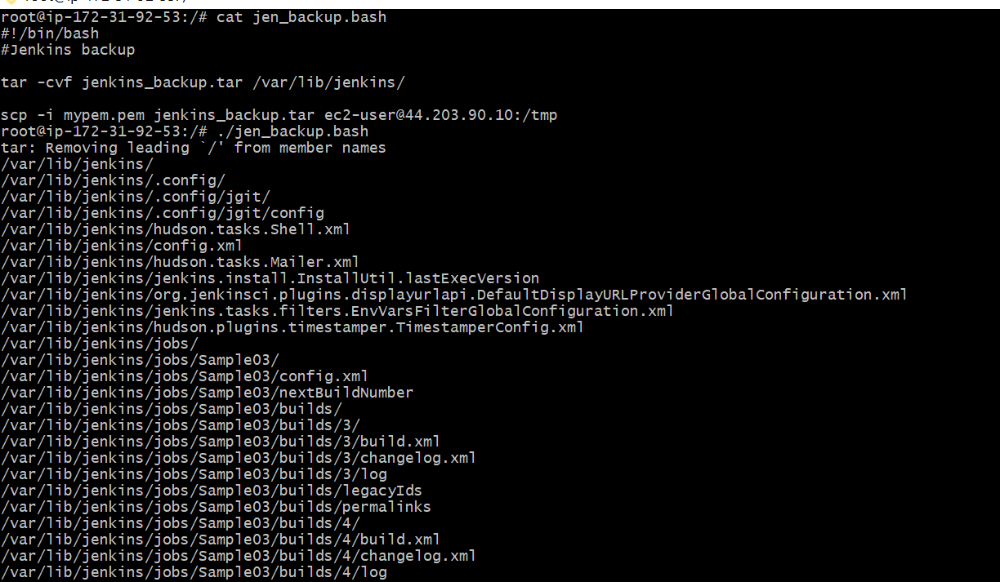 root@ip-172-31-92-53:/# cat jen_backup.bash
#!/bin/bash
#Jenkins backup
tar -cvf jenkins_backup.tar /var/lib/jenkins/
scp -i mypem.pem jenkins_backup.tar ec2-user@44.203.90.10:/tmp
root@ip-172-31-92-53:/# ./jen_backup.bash
tar: Removing leading `/' from member names
/var/lib/jenkins/
/var/lib/jenkins/.config/
/var/lib/jenkins/.config/jgit/
/var/lib/jenkins/.config/jgit/config
/var/lib/jenkins/hudson.tasks.Shell.xml
/var/lib/jenkins/config.xml
/var/lib/jenkins/hudson.tasks.Mailer.xml
/var/lib/jenkins/jenkins.install.InstallUtil.lastExecVersion
/var/lib/jenkins/org.jenkinsci.plugins.displayurlapi.DefaultDisplayURLProviderGlobalConfiguration.xml
/var/lib/jenkins/jenkins.tasks.filters.EnvVarsFilterGlobalConfiguration.xml
/var/lib/jenkins/hudson.plugins.timestamper.TimestamperConfig.xml
/var/lib/jenkins/jobs/
/var/lib/jenkins/jobs/Sample03/
/var/lib/jenkins/jobs/Sample03/config.xml
/var/lib/jenkins/jobs/Sample03/nextBuildNumber
/var/lib/jenkins/jobs/Sample03/builds/
/var/lib/jenkins/jobs/Sample03/builds/3/
/var/lib/jenkins/jobs/Sample03/builds/3/build.xml
/var/lib/jenkins/jobs/Sample03/builds/3/changelog.xml
/var/lib/jenkins/jobs/Sample03/builds/3/log
/var/lib/jenkins/jobs/Sample03/builds/legacyIds
/var/lib/jenkins/jobs/Sample03/builds/permalinks
/var/lib/jenkins/jobs/Sample03/builds/4/
/var/lib/jenkins/jobs/Sample03/builds/4/build.xml
/var/lib/jenkins/jobs/Sample03/builds/4/changelog.xml
/var/lib/jenkins/jobs/Sample03/builds/4/log